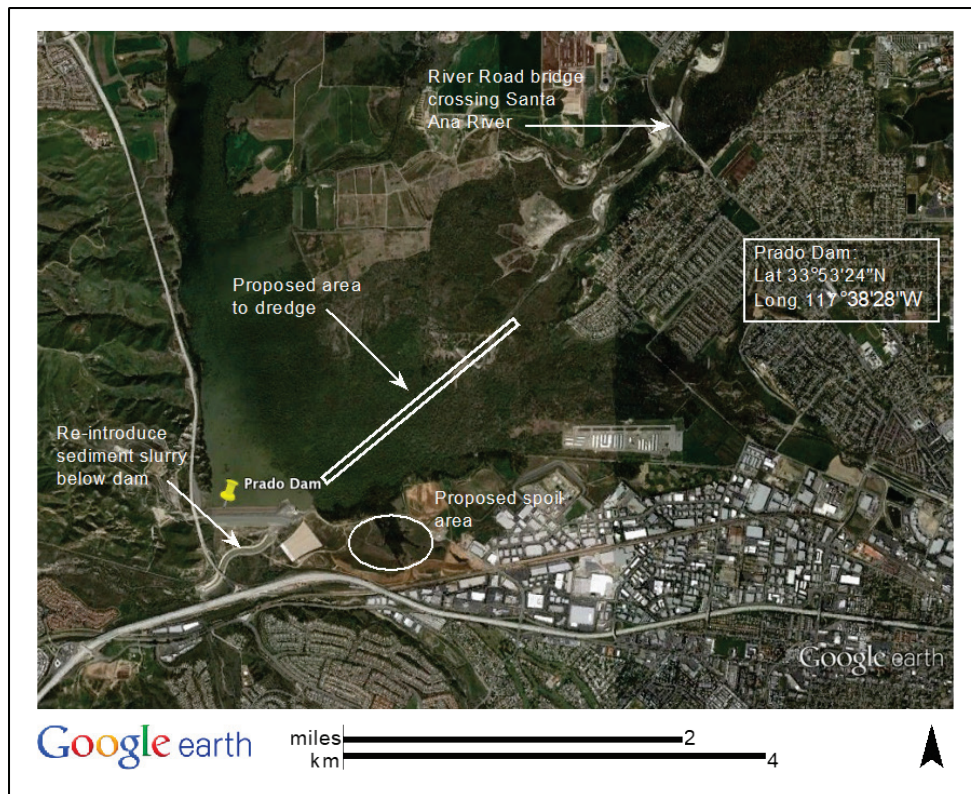 River Road bridge
crossing Santa
Ana River
Prado Dam:
Lat 33°53'24"N
Long 117°38'28"W
Proposed area
to dredge
Re-introduce
sediment slurry
below dam
Prado Dam
Proposed spoil
area
Google earth
Google earth
miles
2
km
4